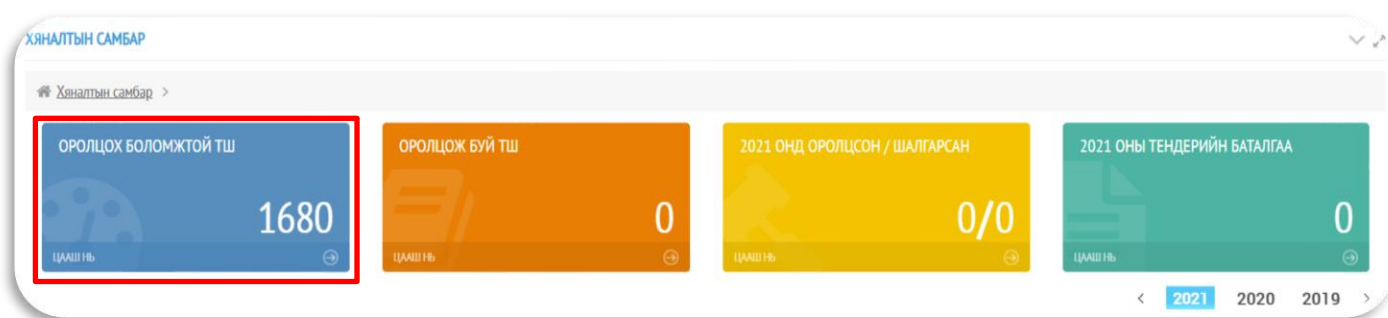 ХЯНАЛТЫН САМБАР
Хяналтын самбар >
ОРОЛЦОХ БОЛОМЖТОЙ ТШ
1680
ЦААШ НЬ
ОРОЛЦОЖ БУЙ ТШ
0
ЦААШ НЬ
2021 ОНД ОРОЛЦСОН / ШАЛГАРСАН
0/0
ЦААШ НЬ
2021 ОНЫ ТЕНДЕРИЙН БАТАЛГАА
0
ЦААШ НЬ
< 2021 2020 2019 >